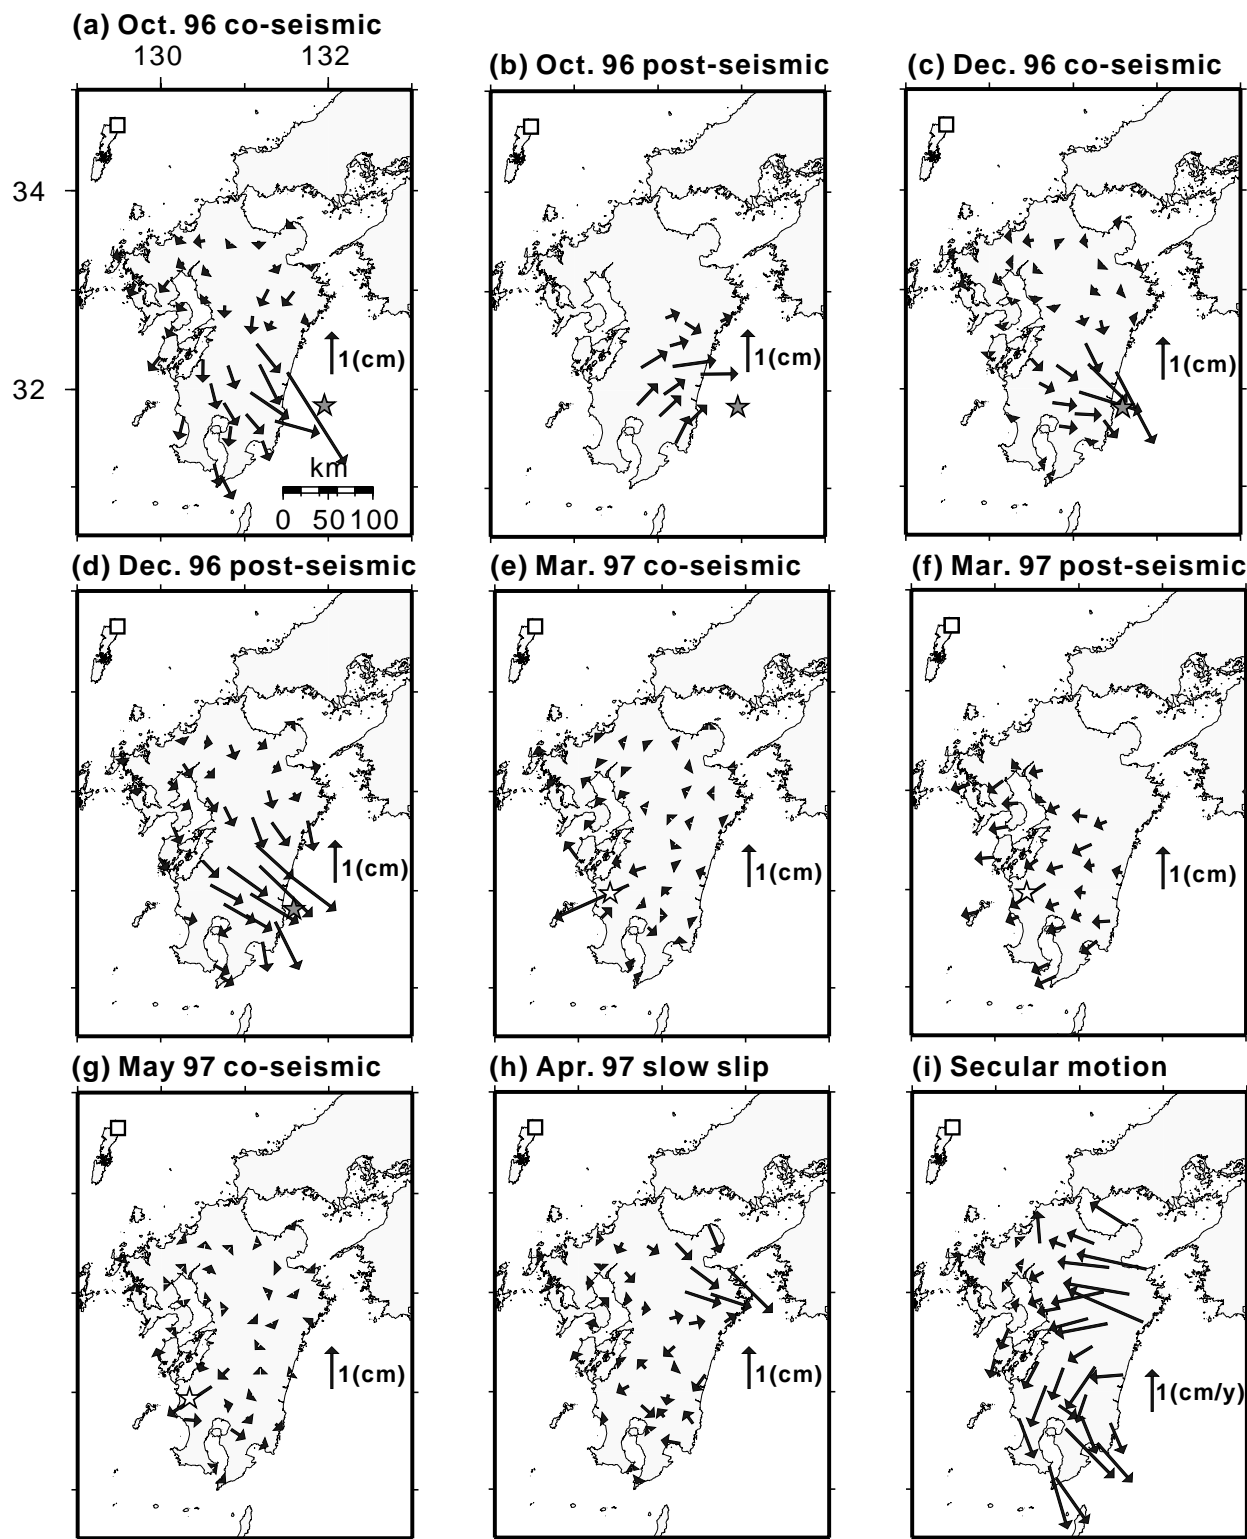 (a) Oct. 96 co-seismic
130 132
(b) Oct. 96 post-seismic
(c) Dec. 96 co-seismic
34
32
1(cm)
1(cm)
1(cm)
km
0 50 100
(d) Dec. 96 post-seismic
(e) Mar. 97 co-seismic
(f) Mar. 97 post-seismic
1(cm)
1(cm)
1(cm)
(g) May 97 co-seismic
(h) Apr. 97 slow slip
(i) Secular motion
1(cm)
1(cm)
1(cm/y)